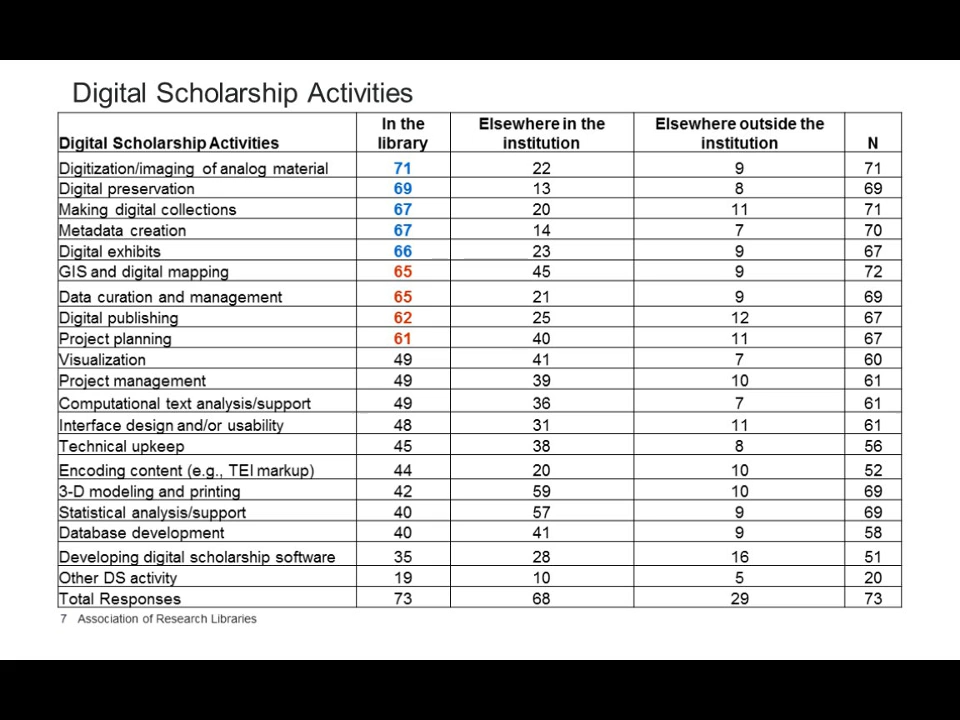 Digital Scholarship Activities
Digital Scholarship Activities In the library Elsewhere in the institution Elsewhere outside the institution N
Digitization/imaging of analog material 71 22 9 71
Digital preservation 69 13 8 69
Making digital collections 67 20 11 71
Metadata creation 67 14 7 70
Digital exhibits 66 23 9 67
GIS and digital mapping 65 45 9 72
Data curation and management 65 21 9 69
Digital publishing 62 25 12 67
Project planning 61 40 11 67
Visualization 49 41 7 60
Project management 49 39 10 61
Computational text analysis/support 49 36 7 61
Interface design and/or usability 48 31 11 61
Technical upkeep 45 38 8 56
Encoding content (e.g., TEI markup) 44 20 10 52
3-D modeling and printing 42 59 10 69
Statistical analysis/support 40 57 9 69
Database development 40 41 9 58
Developing digital scholarship software 35 28 16 51
Other DS activity 19 10 5 20
Total Responses 73 68 29 73
7 Association of Research Libraries